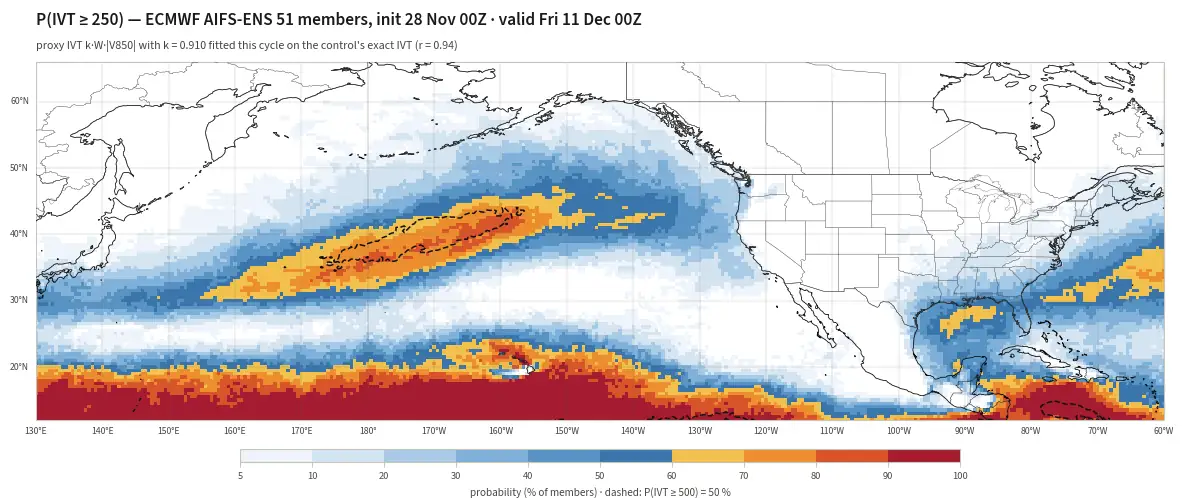 P(IVT ≥ 250) — ECMWF AIFS-ENS 51 members, init 28 Nov 00Z · valid Fri 11 Dec 00Z
proxy IVT k·W·|V850| with k = 0.910 fitted this cycle on the control's exact IVT (r = 0.94)
60°N
50°N
40°N
30°N
20°N
130°E 140°E 150°E 160°E 170°E 180° 170°W 160°W 150°W 140°W 130°W 120°W 110°W 100°W 90°W 80°W 70°W 60°W
5 10 20 30 40 50 60 70 80 90 100
probability (% of members) · dashed: P(IVT ≥ 500) = 50 %